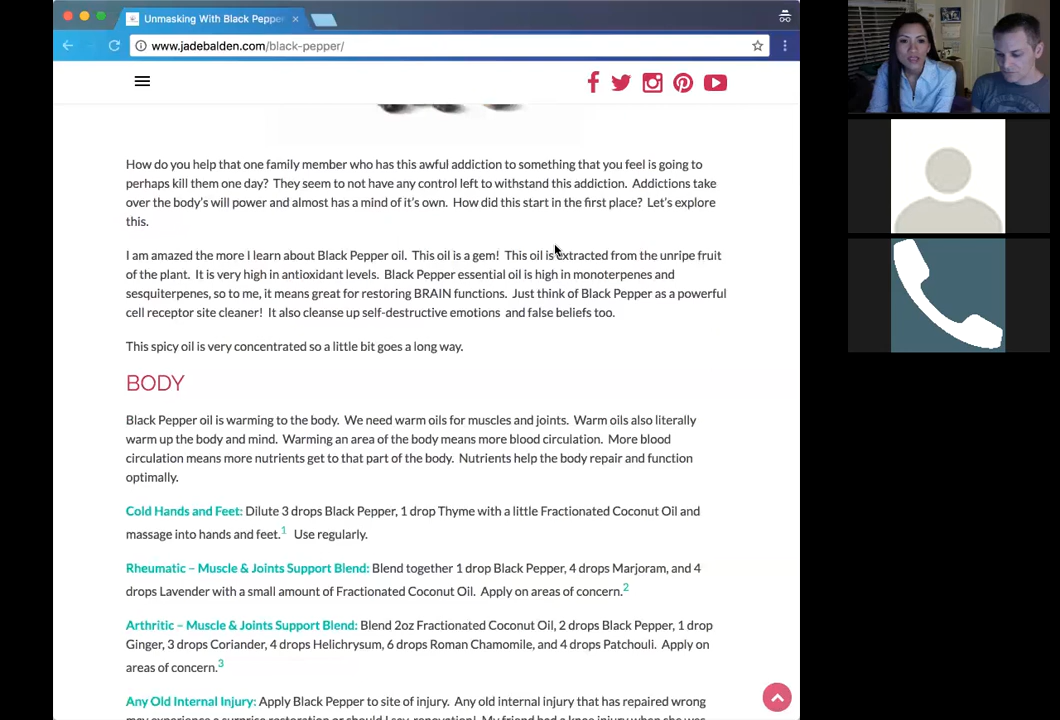 Unmasking With Black Pepper
www.jadebalden.com/black-pepper/
How do you help that one family member who has this awful addiction to something that you feel is going to
perhaps kill them one day?  They seem to not have any control left to withstand this addiction.  Addictions take
over the body's will power and almost has a mind of it's own.  How did this start in the first place?  Let's explore
this.
I am amazed the more I learn about Black Pepper oil.  This oil is a gem!  This oil is extracted from the unripe fruit
of the plant.  It is very high in antioxidant levels.  Black Pepper essential oil is high in monoterpenes and
sesquiterpenes, so to me, it means great for restoring BRAIN functions.  Just think of Black Pepper as a powerful
cell receptor site cleaner!  It also cleanse up self-destructive emotions  and false beliefs too.
This spicy oil is very concentrated so a little bit goes a long way.
BODY
Black Pepper oil is warming to the body.  We need warm oils for muscles and joints.  Warm oils also literally
warm up the body and mind.  Warming an area of the body means more blood circulation.  More blood
circulation means more nutrients get to that part of the body.  Nutrients help the body repair and function
optimally.
Cold Hands and Feet: Dilute 3 drops Black Pepper, 1 drop Thyme with a little Fractionated Coconut Oil and
massage into hands and feet.1  Use regularly.
Rheumatic – Muscle & Joints Support Blend: Blend together 1 drop Black Pepper, 4 drops Marjoram, and 4
drops Lavender with a small amount of Fractionated Coconut Oil.  Apply on areas of concern.2
Arthritic – Muscle & Joints Support Blend: Blend 2oz Fractionated Coconut Oil, 2 drops Black Pepper, 1 drop
Ginger, 3 drops Coriander, 4 drops Helichrysum, 6 drops Roman Chamomile, and 4 drops Patchouli.  Apply on
areas of concern.3
Any Old Internal Injury: Apply Black Pepper to site of injury.  Any old internal injury that has repaired wrong
may experience a surprise restoration or should I say, renovation!  My friend had a knee injury when she was